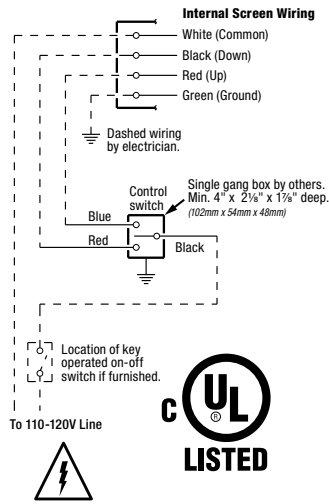 Internal Screen Wiring
White (Common)
Black (Down)
Red (Up)
Green (Ground)
Dashed wiring
by electrician.
Control
switch
Single gang box by others.
Min. 4" x 2⅛" x 1⅞" deep.
(102mm x 54mm x 48mm)
Blue
Red
Black
Location of key
operated on-off
switch if furnished.
To 110-120V Line
C UL ®
LISTED